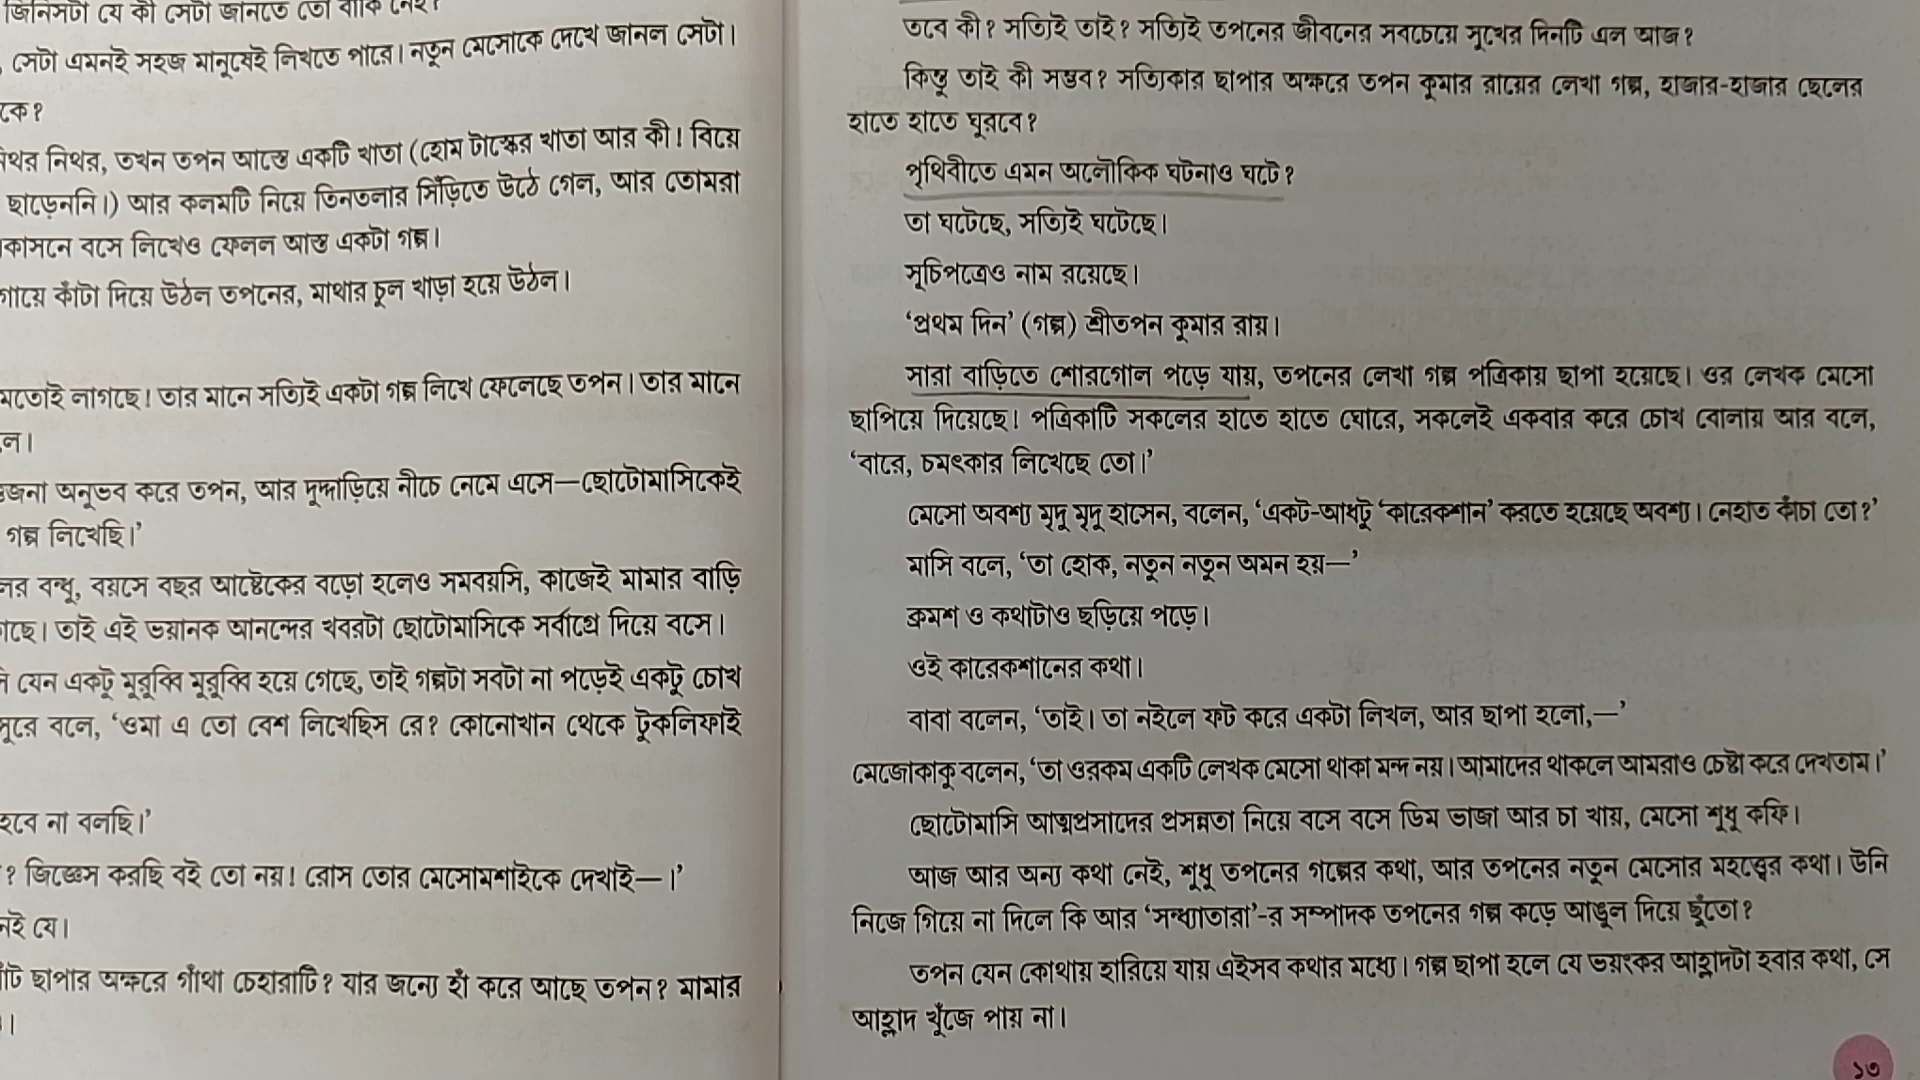 জিনিসটা যে কী সেটা জানতে তো বাকি নেই!
সেটা এমনই সহজ মানুষেই লিখতে পারে। নতুন মেসোকে দেখে জানল সেটা।
কে?
নিথর, তখন তপন আস্তে একটি খাতা (হোম টাস্কের খাতা আর কী! বিয়ে
ছাড়েননি।) আর কলমটি নিয়ে তিনতলার সিঁড়িতে উঠে গেল, আর তোমরা
কাসনে বসে লিখেও ফেলল আস্ত একটা গল্প।
গায়ে কাঁটা দিয়ে উঠল তপনের, মাথার চুল খাড়া হয়ে উঠল।
মতোই লাগছে! তার মানে সত্যিই একটা গল্প লিখে ফেলেছে তপন। তার মানে
ল।
অনুভব করে তপন, আর দুদ্দাড়িয়ে নীচে নেমে এসে—ছোটোমাসিকেই
গল্প লিখেছি।’
বন্ধু, বয়সে বছর আষ্টেকের বড়ো হলেও সমবয়সি, কাজেই মামার বাড়ি
তাই এই ভয়ানক আনন্দের খবরটা ছোটোমাসিকে সর্বাগ্রে দিয়ে বসে।
যেন একটু মুরুব্বি মুরুব্বি হয়ে গেছে, তাই গল্পটা সবটা না পড়েই একটু চোখ
সুরে বলে, ‘ওমা এ তো বেশ লিখেছিস রে? কোনোখান থেকে টুকলিফাই
হবে না বলছি।’
? জিজ্ঞেস করছি বই তো নয়! রোস তোর মেসোমশাইকে দেখাই—।’
নই যে।
ছাপার অক্ষরে গাঁথা চেহারাটি? যার জন্যে হাঁ করে আছে তপন? মামার
।
তবে কী? সত্যিই তাই? সত্যিই তপনের জীবনের সবচেয়ে সুখের দিনটি এল আজ?
কিন্তু তাই কী সম্ভব? সত্যিকার ছাপার অক্ষরে তপন কুমার রায়ের লেখা গল্প, হাজার-হাজার ছেলের
হাতে হাতে ঘুরবে?
পৃথিবীতে এমন অলৌকিক ঘটনাও ঘটে?
তা ঘটেছে, সত্যিই ঘটেছে।
সূচিপত্রেও নাম রয়েছে।
‘প্রথম দিন’ (গল্প) শ্রীতপন কুমার রায়।
সারা বাড়িতে শোরগোল পড়ে যায়, তপনের লেখা গল্প পত্রিকায় ছাপা হয়েছে। ওর লেখক মেসো
ছাপিয়ে দিয়েছে। পত্রিকাটি সকলের হাতে হাতে ঘোরে, সকলেই একবার করে চোখ বোলায় আর বলে,
‘বারে, চমৎকার লিখেছে তো।’
মেসো অবশ্য মৃদু মৃদু হাসেন, বলেন, ‘একটু-আধটু ‘কারেকশান’ করতে হয়েছে অবশ্য। নেহাত কাঁচা তো?’
মাসি বলে, ‘তা হোক, নতুন নতুন অমন হয়—’
ক্রমশ ও কথাটাও ছড়িয়ে পড়ে।
ওই কারেকশানের কথা।
বাবা বলেন, ‘তাই। তা নইলে ফট করে একটা লিখল, আর ছাপা হলো,—’
মেজোকাকু বলেন, ‘তা ওরকম একটি লেখক মেসো থাকা মন্দ নয়। আমাদের থাকলে আমরাও চেষ্টা করে দেখতাম।’
ছোটোমাসি আত্মপ্রসাদের প্রসন্নতা নিয়ে বসে বসে ডিম ভাজা আর চা খায়, মেসো শুধু কফি।
আজ আর অন্য কথা নেই, শুধু তপনের গল্পের কথা, আর তপনের নতুন মেসোর মহত্ত্বের কথা। উনি
নিজে গিয়ে না দিলে কি আর ‘সন্ধ্যাতারা’-র সম্পাদক তপনের গল্প কড়ে আঙুল দিয়ে ছুঁতো?
তপন যেন কোথায় হারিয়ে যায় এইসব কথার মধ্যে। গল্প ছাপা হলে যে ভয়ংকর আহ্লাদটা হবার কথা, সে
আহ্লাদ খুঁজে পায় না।
১৩